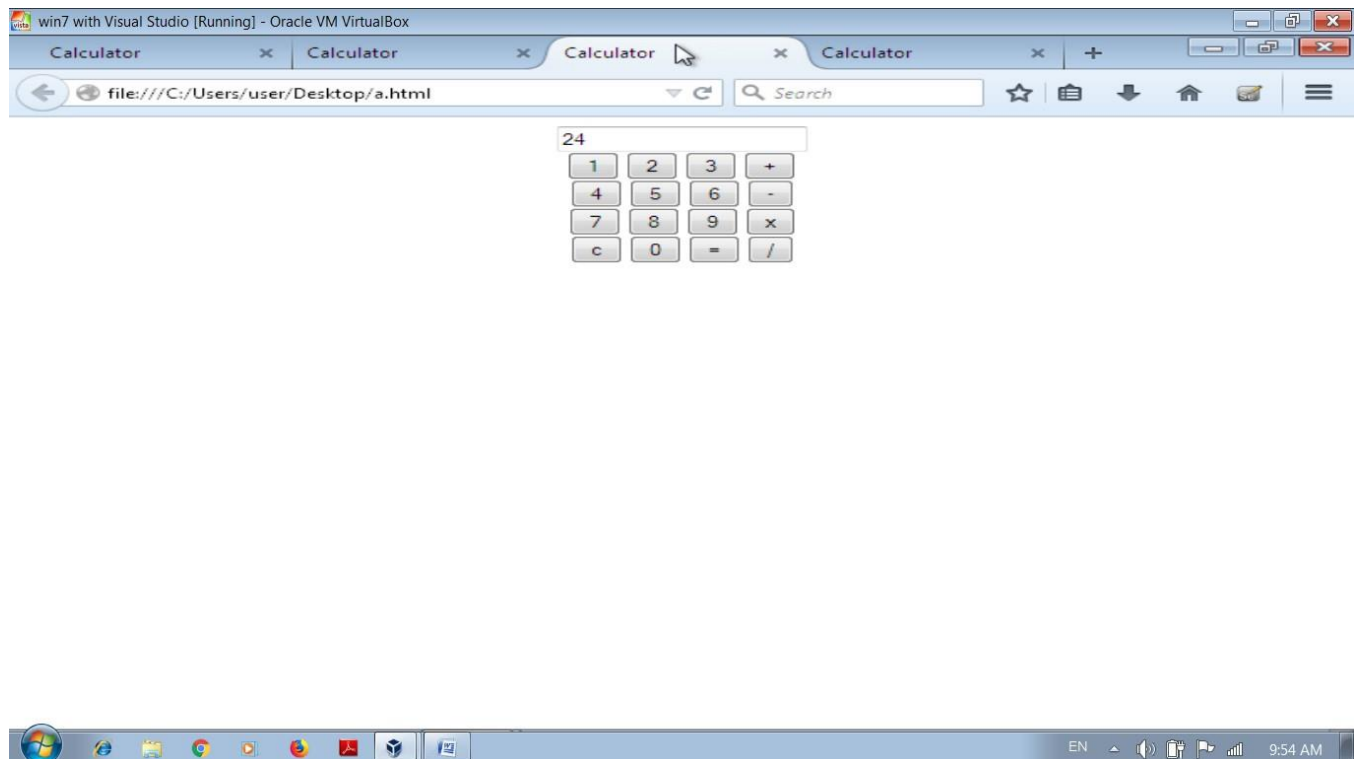 win7 with Visual Studio [Running] - Oracle VM VirtualBox
Calculator Calculator Calculator Calculator
file:///C:/Users/user/Desktop/a.html Search
24
1 2 3 +
4 5 6 -
7 8 9 x
c 0 = /
EN 9:54 AM